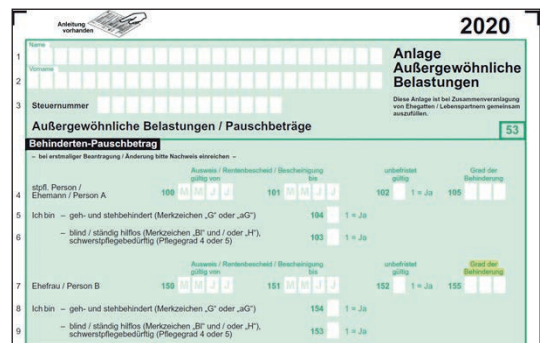 Anleitung
vorhanden
2020
1 Name
2 Vorname
3 Steuernummer
Anlage
Außergewöhnliche
Belastungen
Diese Anlage ist bei Zusammenveranlagung
von Ehegatten / Lebenspartnern gemeinsam
auszufüllen.
Außergewöhnliche Belastungen / Pauschbeträge
53
Behinderten-Pauschbetrag
– bei erstmaliger Beantragung / Änderung bitte Nachweis einreichen –
Ausweis / Rentenbescheid / Bescheinigung
gültig von bis
unbefristet
gültig
Grad der
Behinderung
4 stpfl. Person /
Ehemann / Person A 100 M M J J 101 M M J J 102 1 = Ja 105
5 Ich bin – geh- und stehbehindert (Merkzeichen „G“ oder „aG“) 104 1 = Ja
6 – blind / ständig hilflos (Merkzeichen „Bl“ und / oder „H“),
schwerstpflegebedürftig (Pflegegrad 4 oder 5) 103 1 = Ja
Ausweis / Rentenbescheid / Bescheinigung
gültig von bis
unbefristet
gültig
Grad der
Behinderung
7 Ehefrau / Person B 150 M M J J 151 M M J J 152 1 = Ja 155
8 Ich bin – geh- und stehbehindert (Merkzeichen „G“ oder „aG“) 154 1 = Ja
9 – blind / ständig hilflos (Merkzeichen „Bl“ und / oder „H“),
schwerstpflegebedürftig (Pflegegrad 4 oder 5) 153 1 = Ja